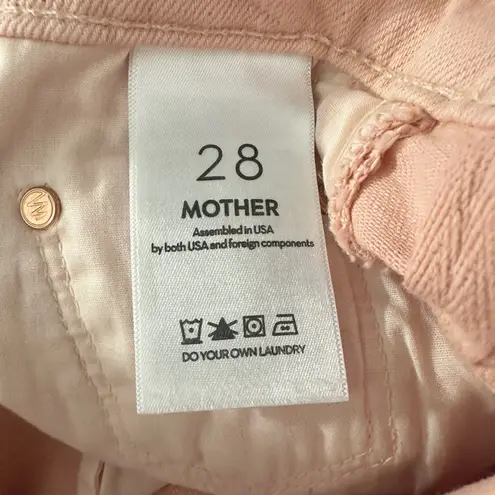 28
MOTHER
Assembled in USA
by both USA and foreign components
DO YOUR OWN LAUNDRY